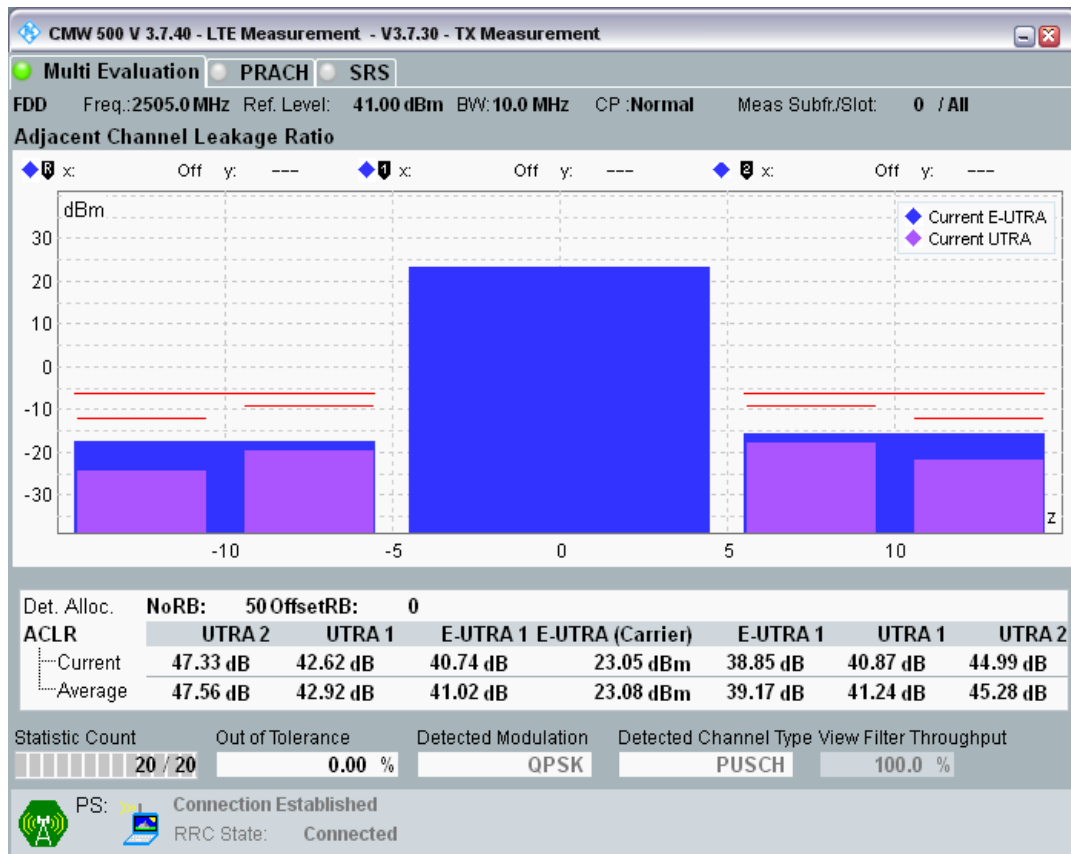 CMW 500 V 3.7.40 - LTE Measurement - V3.7.30 - TX Measurement
Multi Evaluation PRACH SRS
FDD Freq.:2505.0 MHz Ref. Level: 41.00 dBm BW:10.0 MHz CP :Normal Meas Subfr./Slot: 0 / All
Adjacent Channel Leakage Ratio
R x: Off y: --- 1 x: Off y: --- 2 x: Off y: ---
dBm
Current E-UTRA
Current UTRA
30
20
10
0
-10
-20
-30
z
-10 -5 0 5 10
Det. Alloc. NoRB: 50 OffsetRB: 0
ACLR UTRA 2 UTRA 1 E-UTRA 1 E-UTRA (Carrier) E-UTRA 1 UTRA 1 UTRA 2
Current 47.33 dB 42.62 dB 40.74 dB 23.05 dBm 38.85 dB 40.87 dB 44.99 dB
Average 47.56 dB 42.92 dB 41.02 dB 23.08 dBm 39.17 dB 41.24 dB 45.28 dB
Statistic Count Out of Tolerance Detected Modulation Detected Channel Type View Filter Throughput
20 / 20 0.00 % QPSK PUSCH 100.0 %
PS: Connection Established
RRC State: Connected